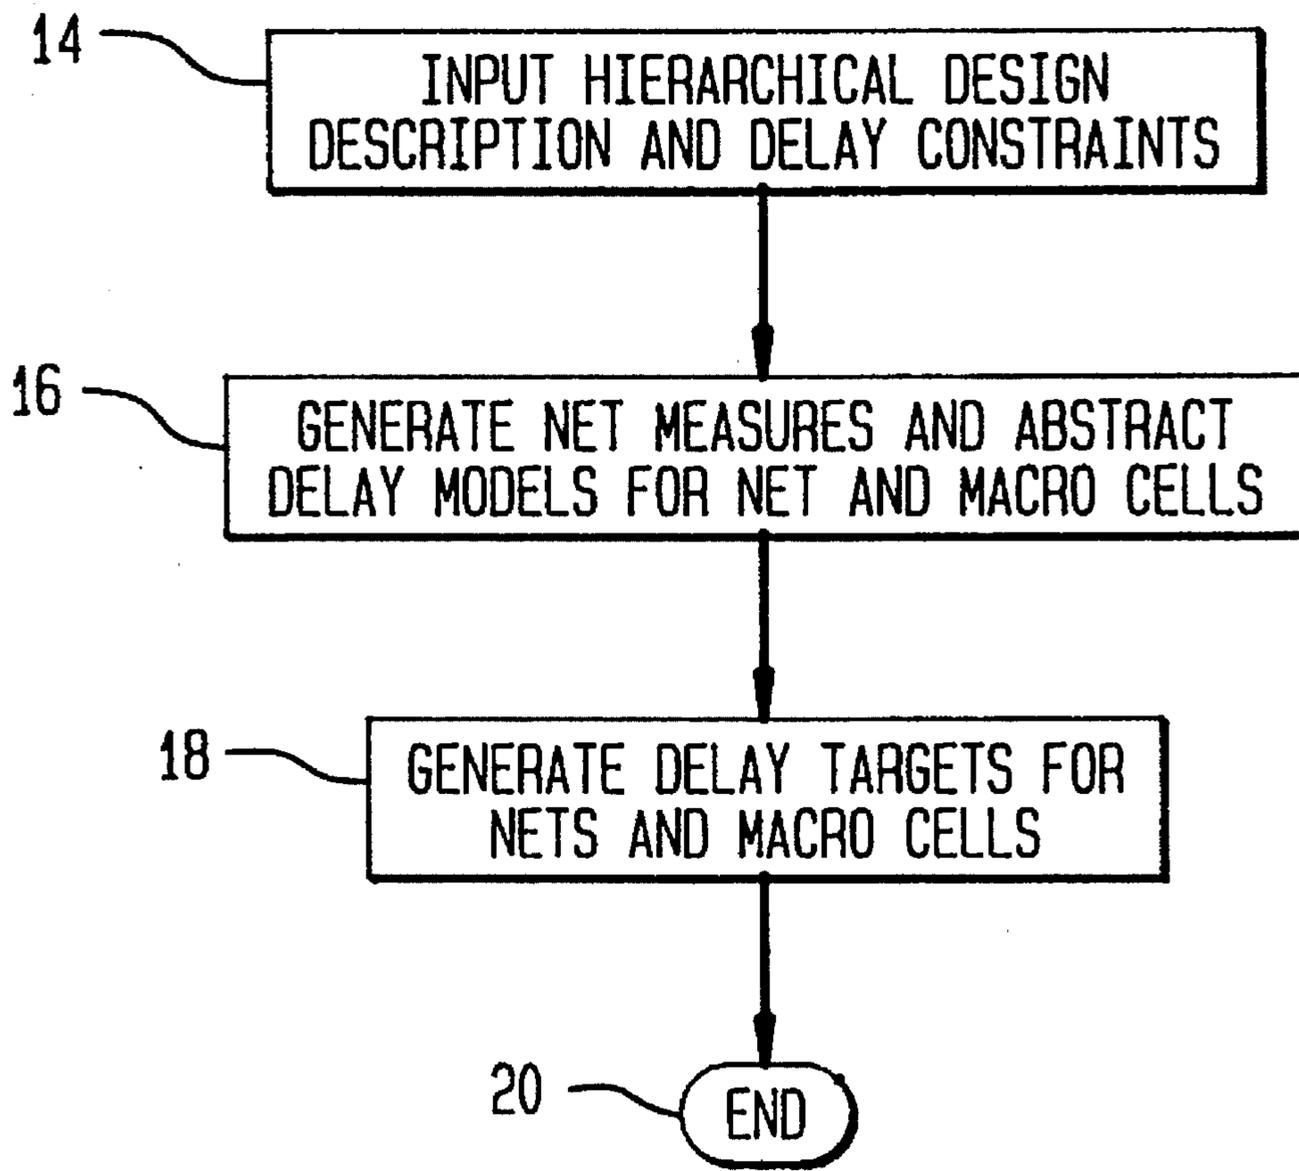 14
INPUT HIERARCHICAL DESIGN
DESCRIPTION AND DELAY CONSTRAINTS
16
GENERATE NET MEASURES AND ABSTRACT
DELAY MODELS FOR NET AND MACRO CELLS
18
GENERATE DELAY TARGETS FOR
NETS AND MACRO CELLS
20
END